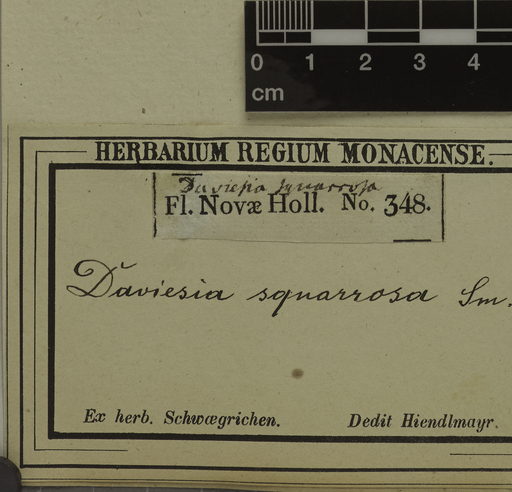 0 1 2 3 4
cm
HERBARIUM REGIUM MONACENSE.
Daviesia squarrosa
Fl. Novæ Holl. No. 348.
Daviesia squarrosa Sm.
Ex herb. Schwægrichen. Dedit Hiendlmayr.